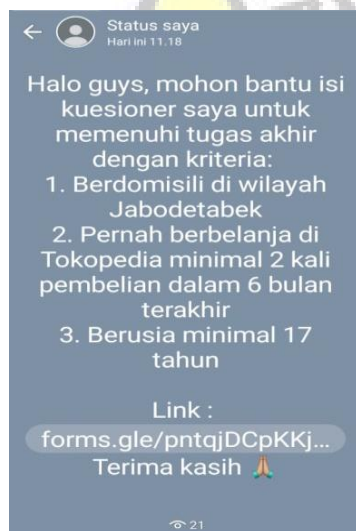 Status saya
Hari ini 11.18
Halo guys, mohon bantu isi
kuesioner saya untuk
memenuhi tugas akhir
dengan kriteria:
1. Berdomisili di wilayah
Jabodetabek
2. Pernah berbelanja di
Tokopedia minimal 2 kali
pembelian dalam 6 bulan
terakhir
3. Berusia minimal 17
tahun
Link :
forms.gle/pntqjDCpKKj...
Terima kasih 🙏
21